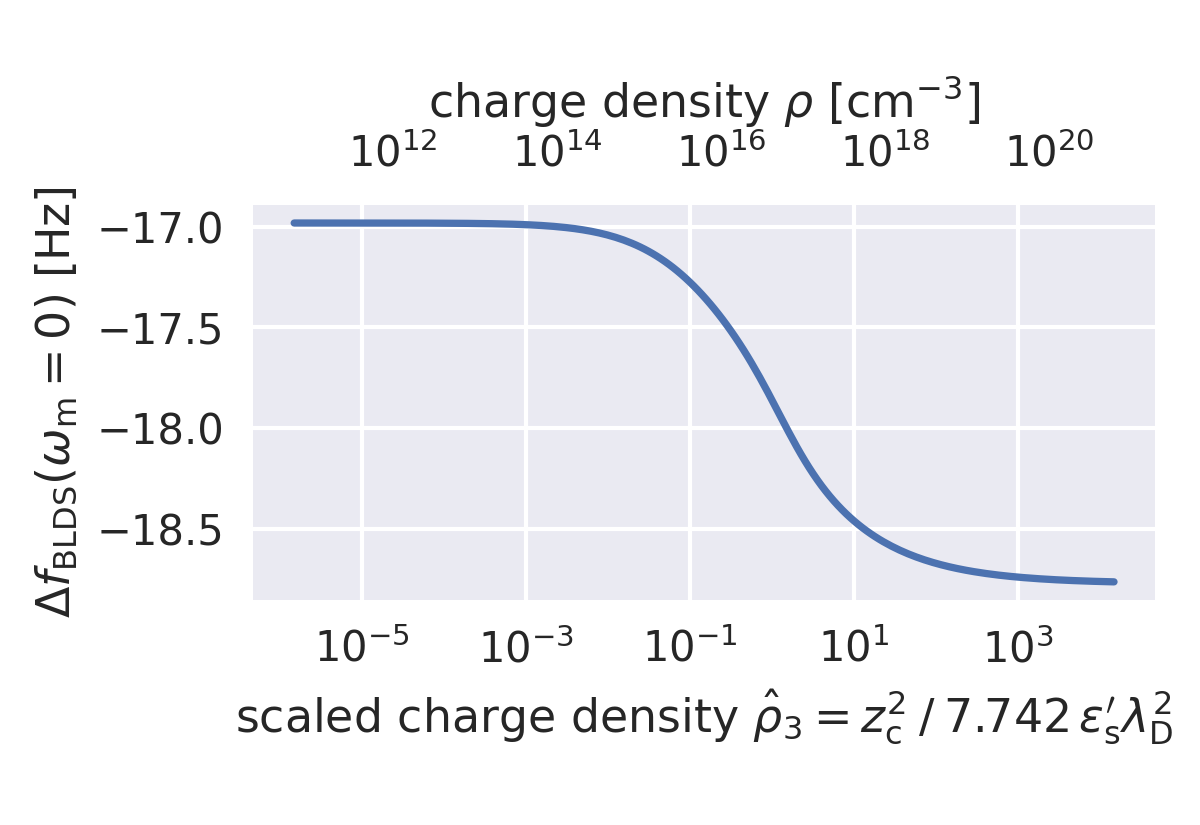 charge density ρ [cm⁻³]
10¹² 10¹⁴ 10¹⁶ 10¹⁸ 10²⁰
Δf_BLDS(ω_m = 0) [Hz]
−17.0
−17.5
−18.0
−18.5
10⁻⁵ 10⁻³ 10⁻¹ 10¹ 10³
scaled charge density ρ̂₃ = z_c² / 7.742 ε′_s λ_D²